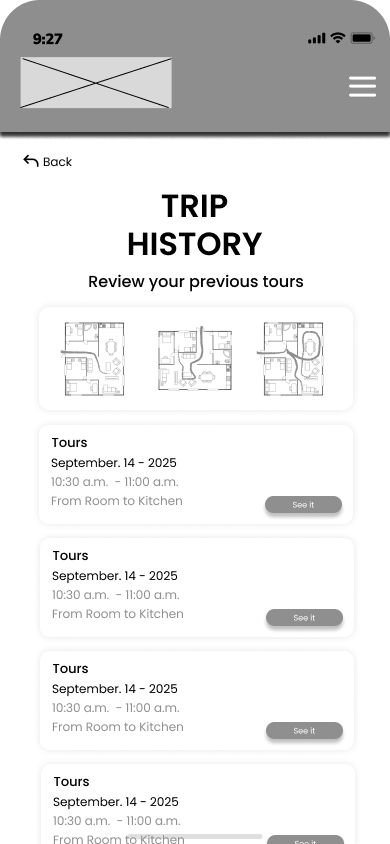 9:27
Back
TRIP
HISTORY
Review your previous tours
Tours
September. 14 - 2025
10:30 a.m.  - 11:00 a.m.
From Room to Kitchen
See it
Tours
September. 14 - 2025
10:30 a.m.  - 11:00 a.m.
From Room to Kitchen
See it
Tours
September. 14 - 2025
10:30 a.m.  - 11:00 a.m.
From Room to Kitchen
See it
Tours
September. 14 - 2025
10:30 a.m.  - 11:00 a.m.
From Room to Kitchen
See it